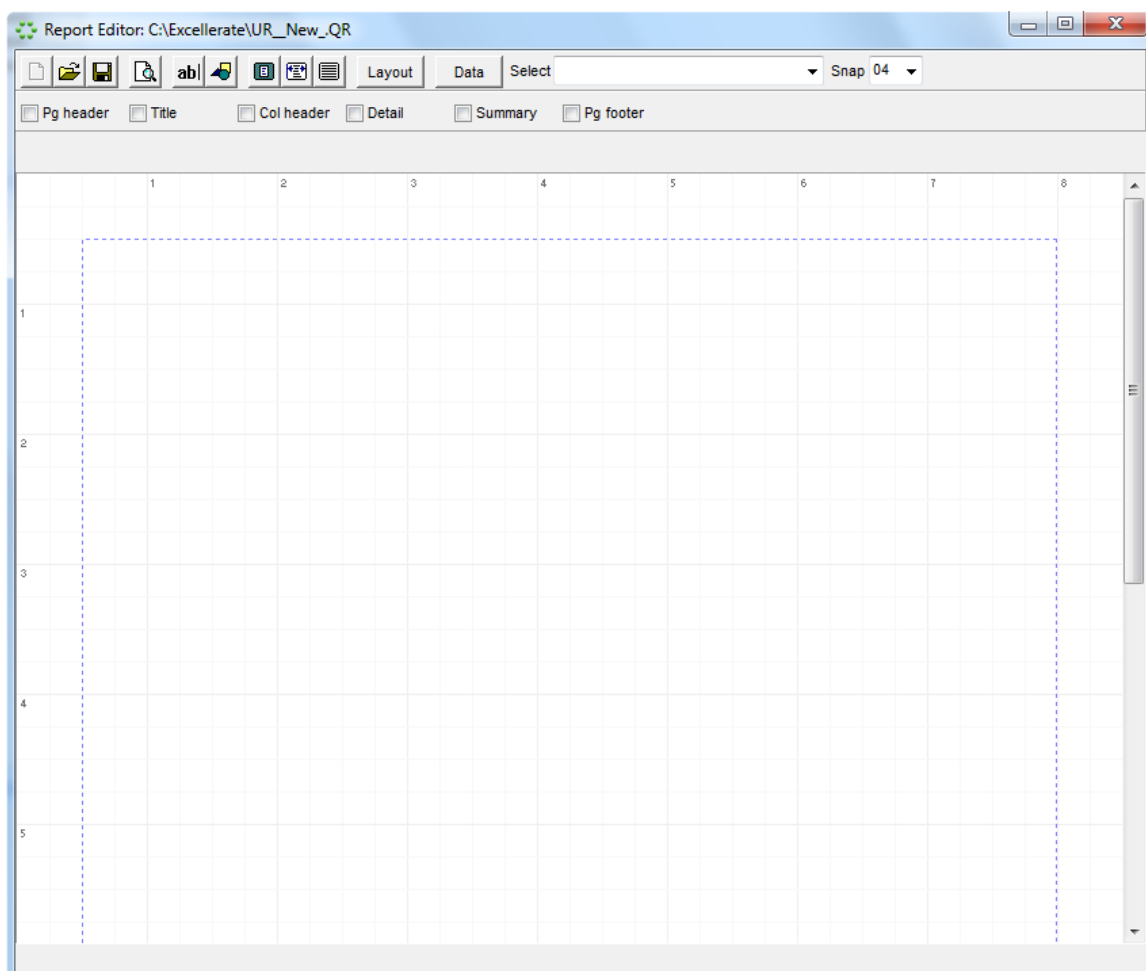 Report Editor: C:\Excellerate\UR__New_.QR
ab| Layout Data Select Snap 04
Pg header Title Col header Detail Summary Pg footer
1 2 3 4 5 6 7 8
1
2
3
4
5